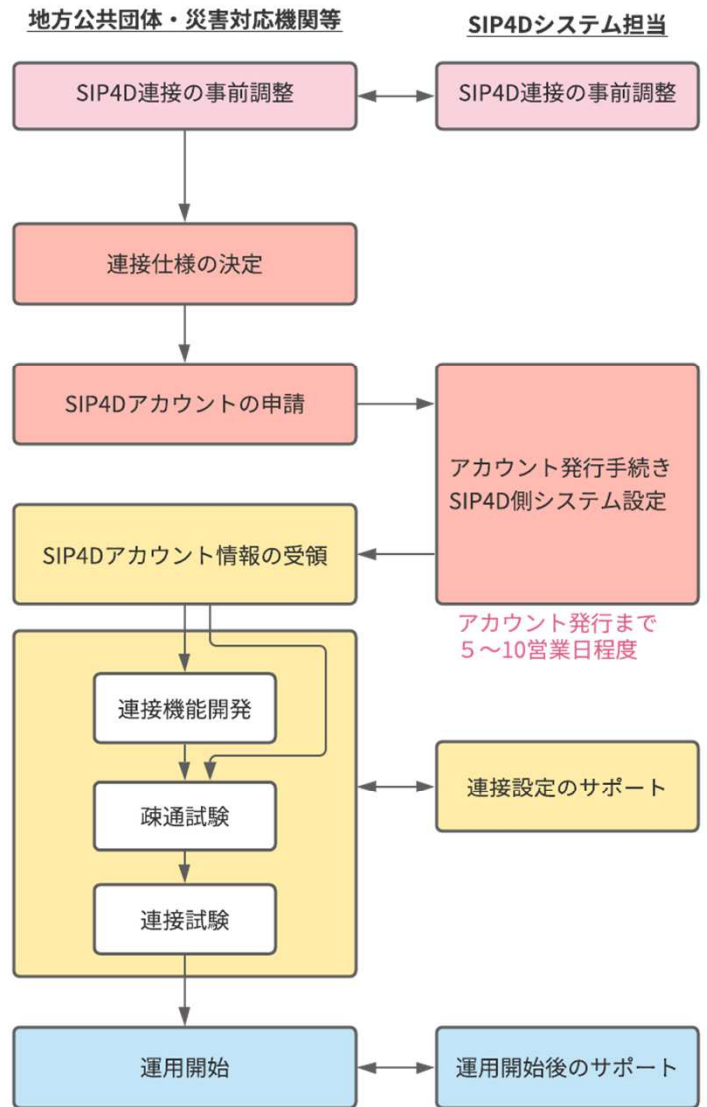 地方公共団体・災害対応機関等
SIP4Dシステム担当
SIP4D連接の事前調整
SIP4D連接の事前調整
連接仕様の決定
SIP4Dアカウントの申請
アカウント発行手続き
SIP4D側システム設定
SIP4Dアカウント情報の受領
アカウント発行まで
5～10営業日程度
連接機能開発
疎通試験
連接設定のサポート
連接試験
運用開始
運用開始後のサポート